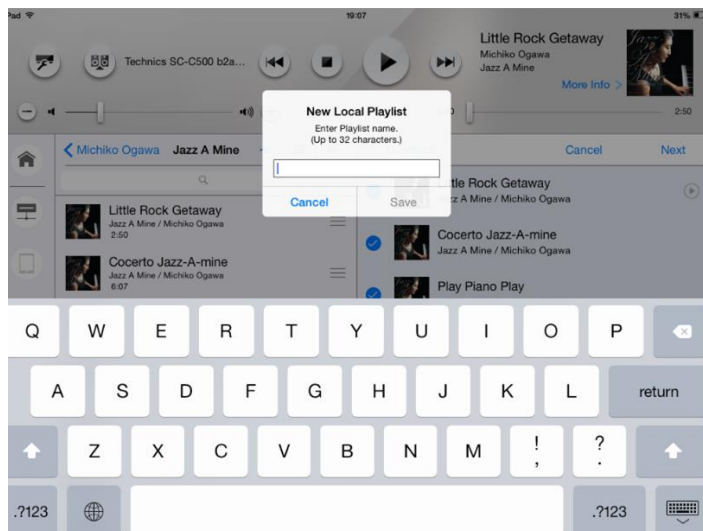 Pad
19:07
31%
Little Rock Getaway
Michiko Ogawa
Jazz A Mine
More Info >
Technics SC-C500 b2a...
2:50
New Local Playlist
Enter Playlist name.
(Up to 32 characters.)
Cancel
Save
Michiko Ogawa
Jazz A Mine
Cancel
Next
Little Rock Getaway
Jazz A Mine / Michiko Ogawa
2:50
Cocerto Jazz-A-mine
Jazz A Mine / Michiko Ogawa
6:07
tle Rock Getaway
zz A Mine / Michiko Ogawa
Cocerto Jazz-A-mine
Jazz A Mine / Michiko Ogawa
Play Piano Play
Q W E R T Y U I O P
A S D F G H J K L return
Z X C V B N M ! , ? .
.?123 .?123